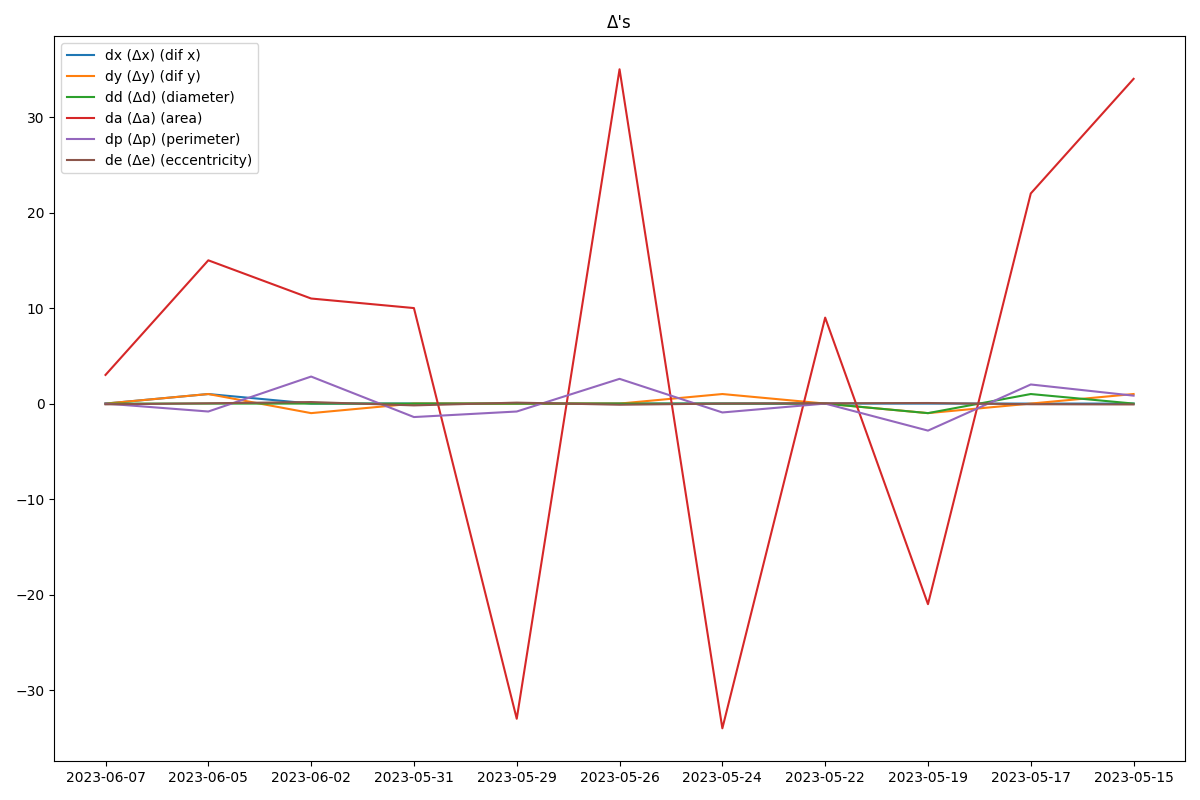 Δ's
dx (Δx) (dif x)
dy (Δy) (dif y)
dd (Δd) (diameter)
da (Δa) (area)
dp (Δp) (perimeter)
de (Δe) (eccentricity)
30
20
10
0
−10
−20
−30
2023-06-07 2023-06-05 2023-06-02 2023-05-31 2023-05-29 2023-05-26 2023-05-24 2023-05-22 2023-05-19 2023-05-17 2023-05-15